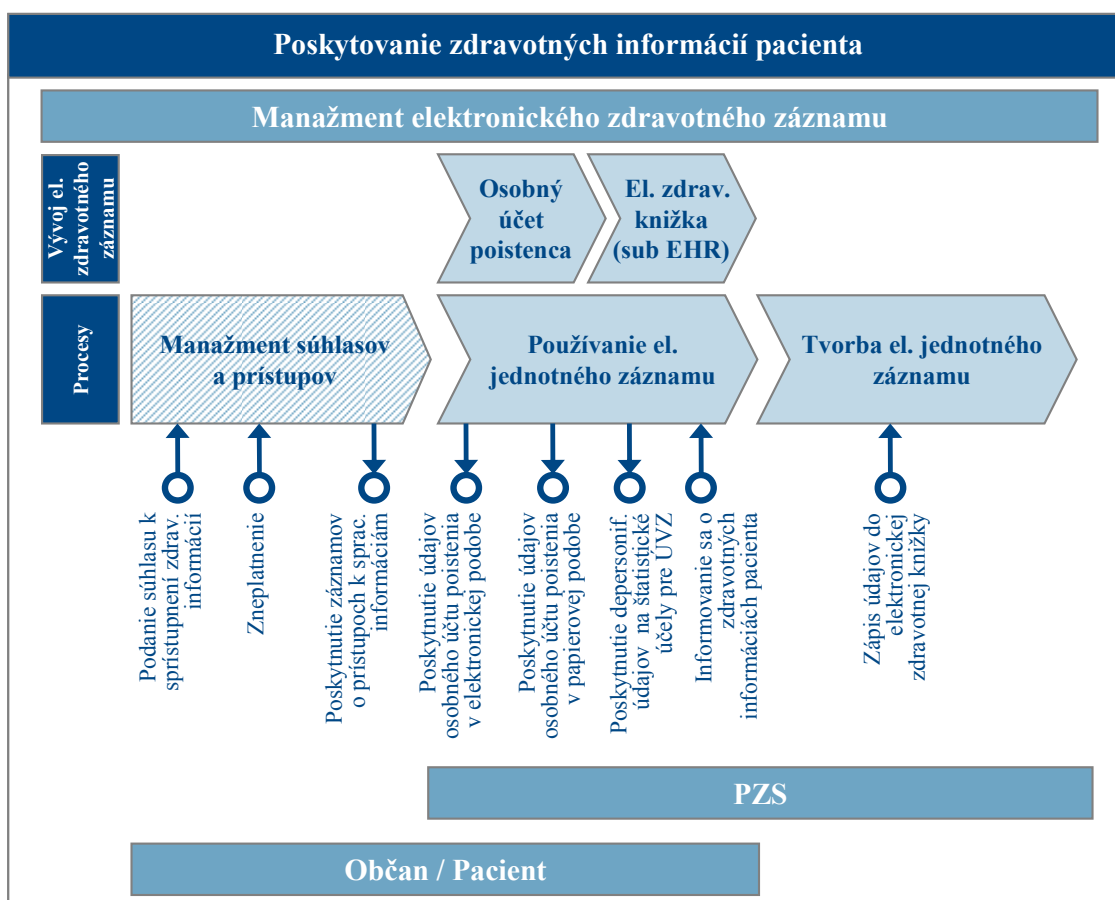 Poskytovanie zdravotných informácií pacienta
Manažment elektronického zdravotného záznamu
Vývoj el.
zdravotného
záznamu
Osobný
účet
poistenca
El. zdrav.
knižka
(sub EHR)
Procesy
Manažment súhlasov
a prístupov
Používanie el.
jednotného záznamu
Tvorba el. jednotného
záznamu
Podanie súhlasu k
sprístupnení zdrav.
informácií
Zneplatnenie
Poskytnutie záznamov
o prístupoch k sprac.
informáciám
Poskytnutie údajov
osobného účtu poistenia
v elektronickej podobe
Poskytnutie údajov
osobného účtu poistenia
v papierovej podobe
Poskytnutie depersonif.
údajov na štatistické
účely pre ÚVZ
Informovanie sa o
zdravotných
informáciách pacienta
Zápis údajov do
elektronickej
zdravotnej knižky
PZS
Občan / Pacient